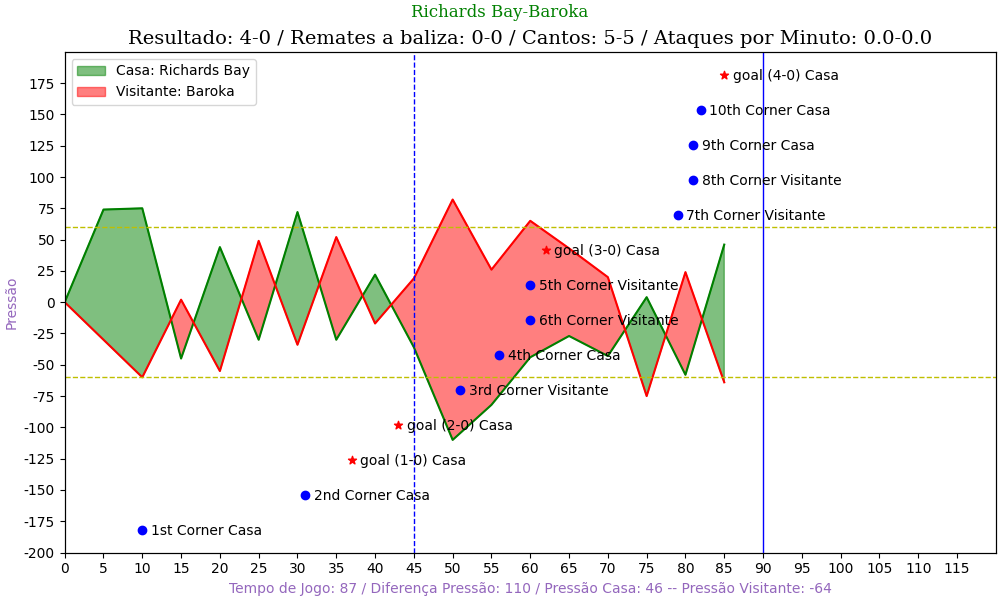 Richards Bay-Baroka
Resultado: 4-0 / Remates a baliza: 0-0 / Cantos: 5-5 / Ataques por Minuto: 0.0-0.0
Casa: Richards Bay
Visitante: Baroka
goal (4-0) Casa
10th Corner Casa
9th Corner Casa
8th Corner Visitante
7th Corner Visitante
goal (3-0) Casa
5th Corner Visitante
6th Corner Visitante
4th Corner Casa
3rd Corner Visitante
goal (2-0) Casa
goal (1-0) Casa
2nd Corner Casa
1st Corner Casa
Pressão
175
150
125
100
75
50
25
0
-25
-50
-75
-100
-125
-150
-175
-200
0 5 10 15 20 25 30 35 40 45 50 55 60 65 70 75 80 85 90 95 100 105 110 115
Tempo de Jogo: 87 / Diferença Pressão: 110 / Pressão Casa: 46 -- Pressão Visitante: -64